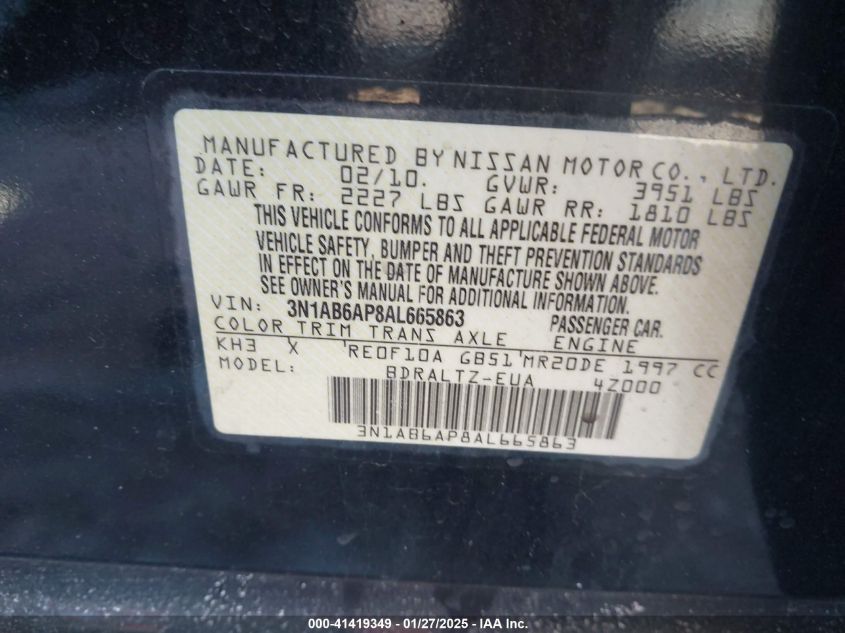 MANUFACTURED BY NISSAN MOTOR CO., LTD.
DATE: 02/10. GVWR: 3951 LBS
GAWR FR: 2227 LBS GAWR RR: 1810 LBS
THIS VEHICLE CONFORMS TO ALL APPLICABLE FEDERAL MOTOR
VEHICLE SAFETY, BUMPER AND THEFT PREVENTION STANDARDS
IN EFFECT ON THE DATE OF MANUFACTURE SHOWN ABOVE.
SEE OWNER'S MANUAL FOR ADDITIONAL INFORMATION.
VIN: 3N1AB6AP8AL665863 PASSENGER CAR.
COLOR TRIM TRANS AXLE ENGINE
KH3 X 'RE0F10A GB51'MR20DE 1997 CC
MODEL: BDRALTZ-EUA 4Z000
3N1AB6AP8AL665863
000-41419349 - 01/27/2025 - IAA Inc.